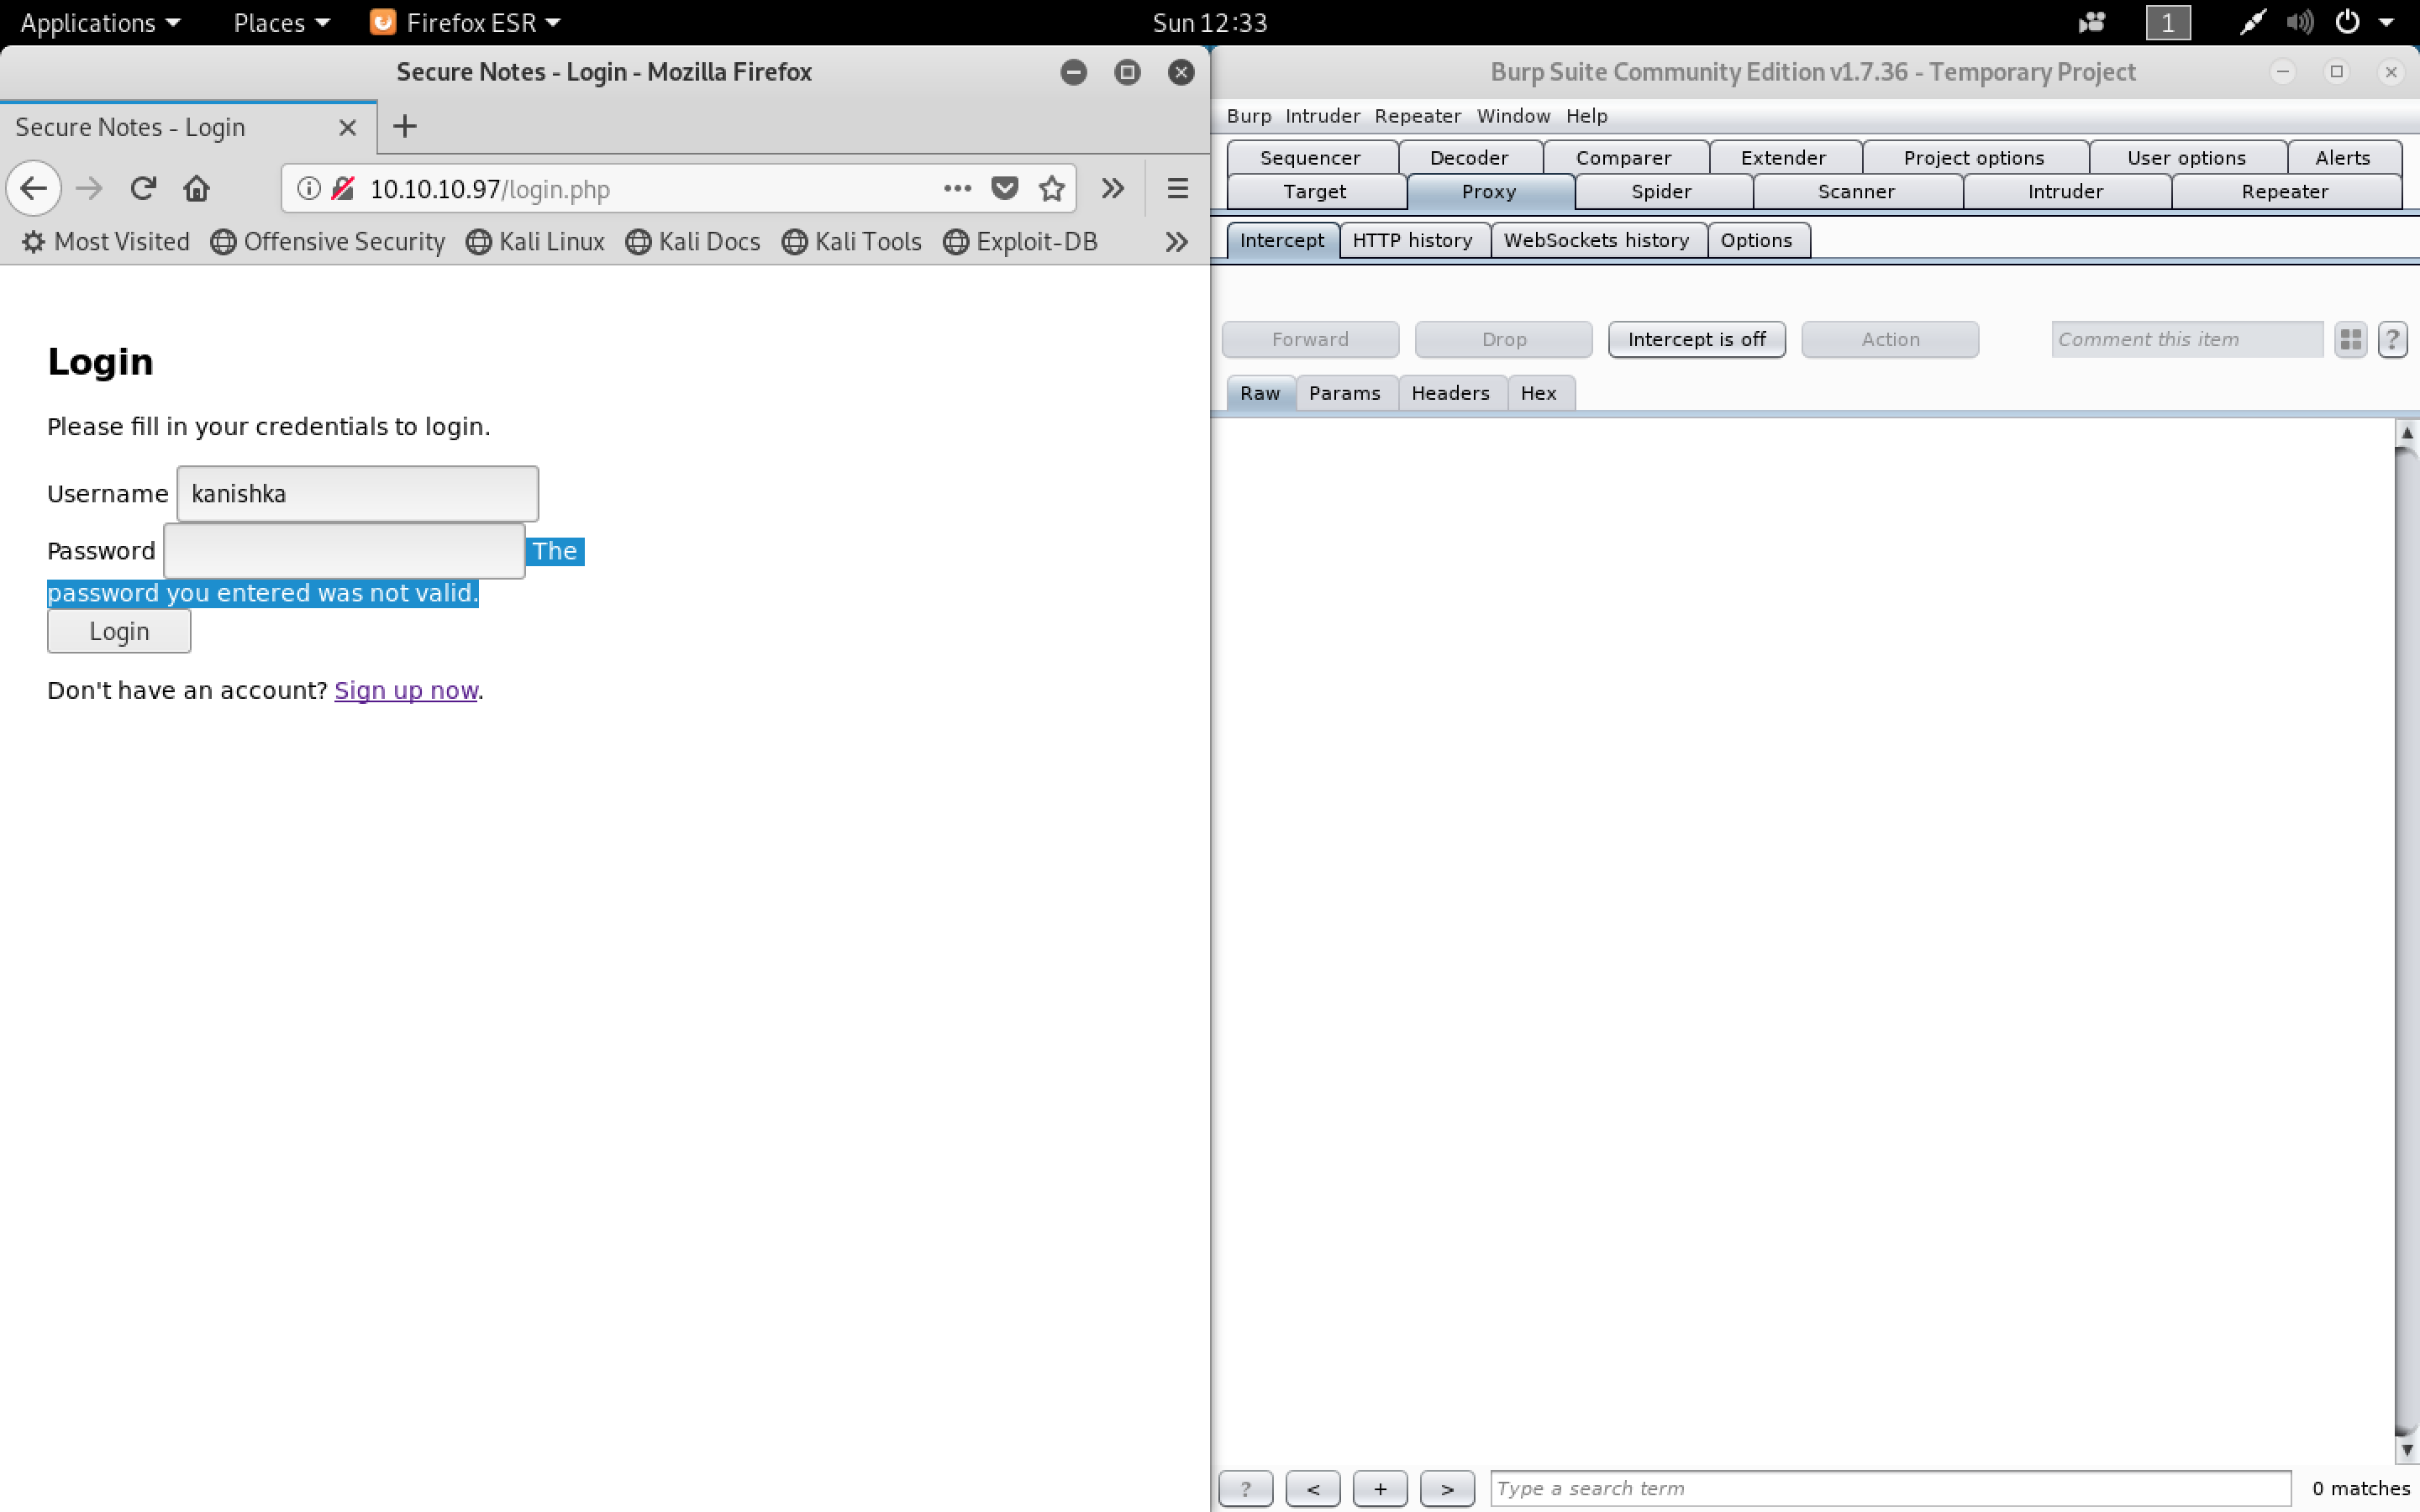 Applications Places Firefox ESR Sun 12:33 1
Secure Notes - Login - Mozilla Firefox
Secure Notes - Login
10.10.10.97/login.php
Most Visited Offensive Security Kali Linux Kali Docs Kali Tools Exploit-DB
Login
Please fill in your credentials to login.
Username kanishka
Password The
password you entered was not valid.
Login
Don't have an account? Sign up now.
Burp Suite Community Edition v1.7.36 - Temporary Project
Burp Intruder Repeater Window Help
Sequencer Decoder Comparer Extender Project options User options Alerts
Target Proxy Spider Scanner Intruder Repeater
Intercept HTTP history WebSockets history Options
Forward Drop Intercept is off Action Comment this item ?
Raw Params Headers Hex
? < + > Type a search term 0 matches